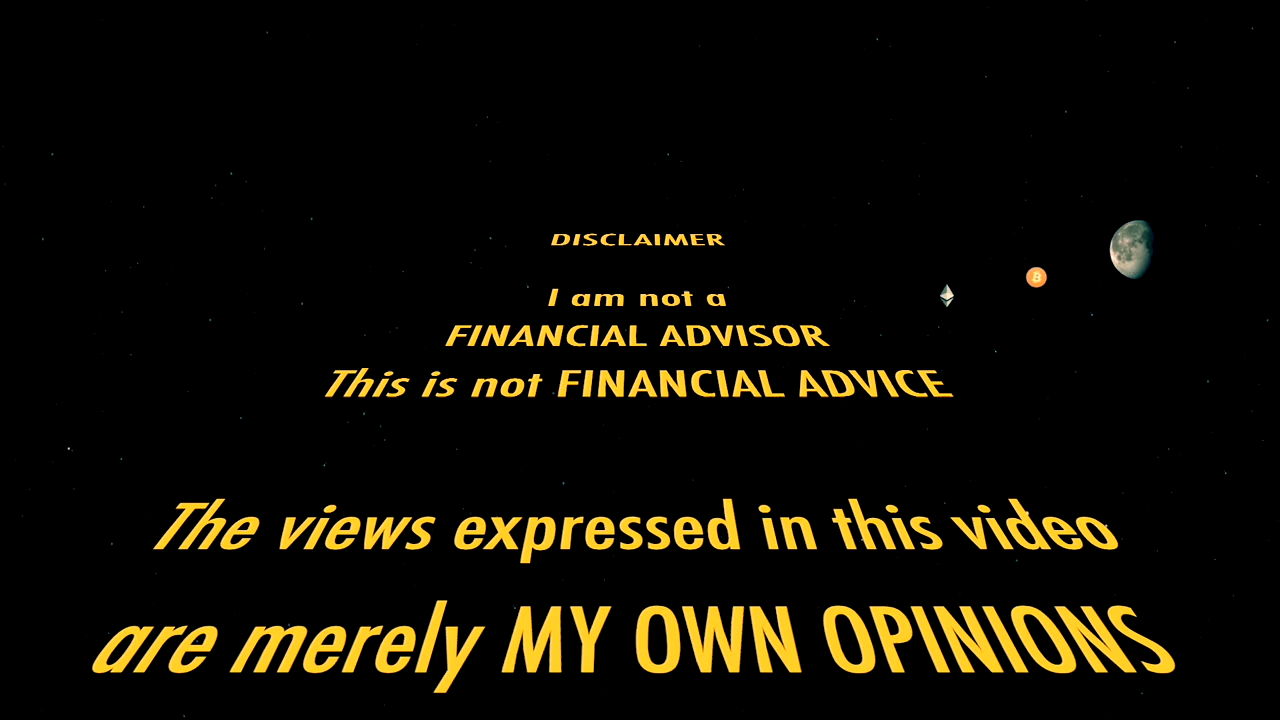 DISCLAIMER
I am not a
FINANCIAL ADVISOR
This is not FINANCIAL ADVICE
The views expressed in this video
are merely MY OWN OPINIONS